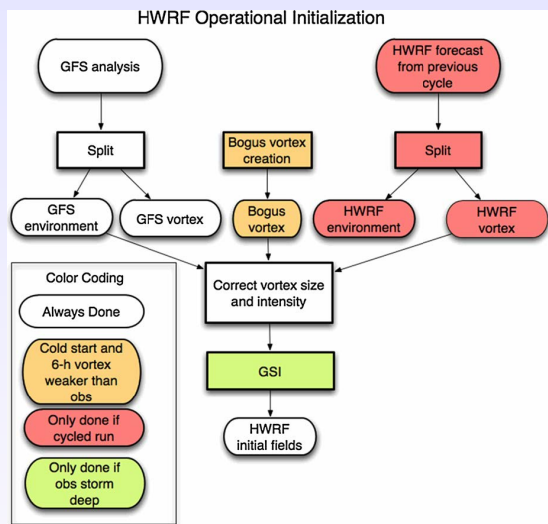 HWRF Operational Initialization
GFS analysis
HWRF forecast
from previous
cycle
Split
Bogus vortex
creation
Split
GFS
environment
GFS vortex
Bogus
vortex
HWRF
environment
HWRF
vortex
Color Coding
Always Done
Cold start and
6-h vortex
weaker than
obs
Only done if
cycled run
Only done if
obs storm
deep
Correct vortex size
and intensity
GSI
HWRF
initial fields